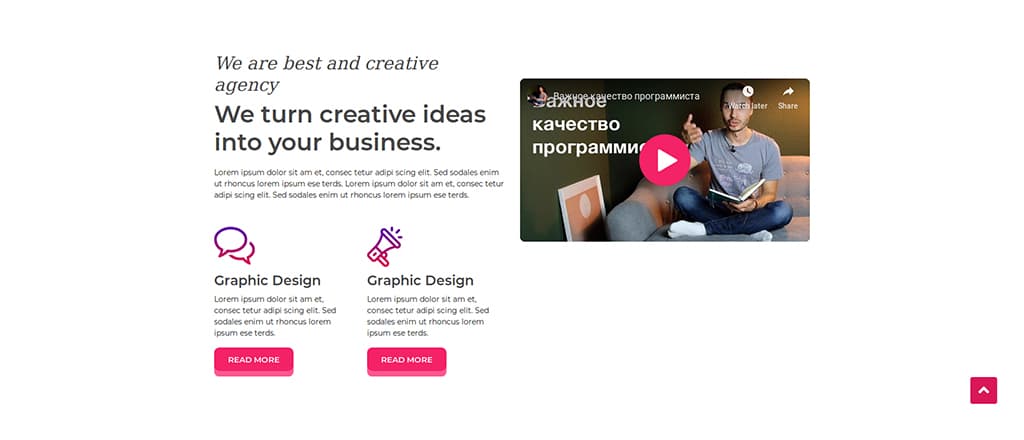 We are best and creative
agency
We turn creative ideas
into your business.
Lorem ipsum dolor sit am et, consec tetur adipi scing elit. Sed sodales enim
ut rhoncus lorem ipsum ese terds. Lorem ipsum dolor sit am et, consec tetur
adipi scing elit. Sed sodales enim ut rhoncus lorem ipsum ese terds.
Важное качество программиста
Watch later
Share
Важное
качество
программис
Graphic Design
Lorem ipsum dolor sit am et,
consec tetur adipi scing elit. Sed
sodales enim ut rhoncus lorem
ipsum ese terds.
READ MORE
Graphic Design
Lorem ipsum dolor sit am et,
consec tetur adipi scing elit. Sed
sodales enim ut rhoncus lorem
ipsum ese terds.
READ MORE